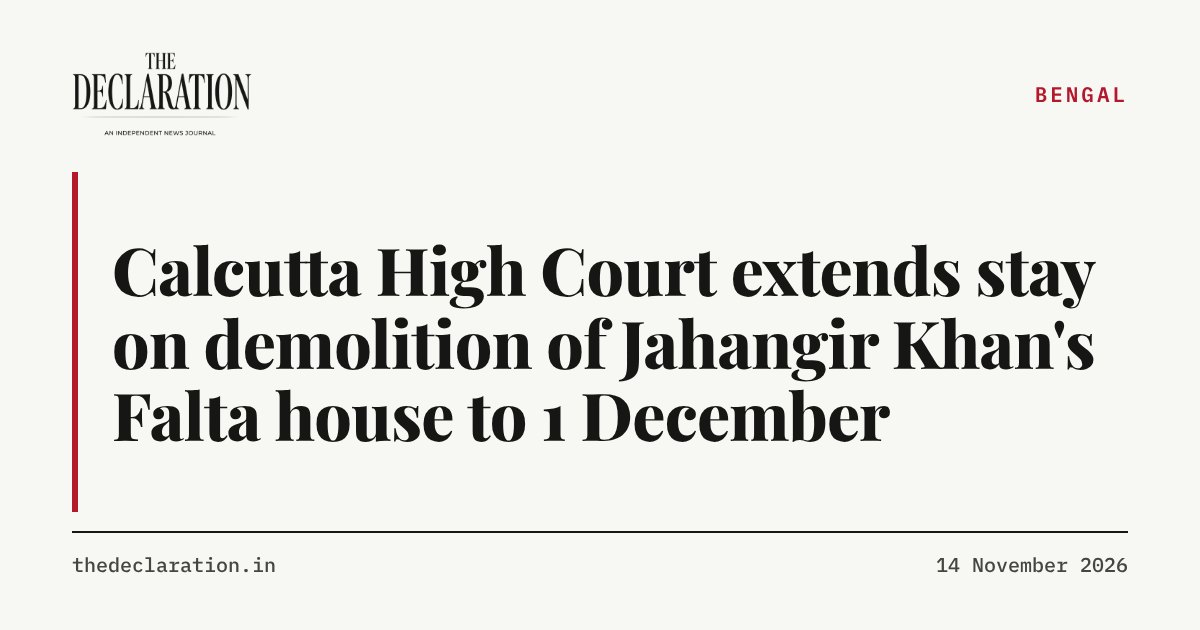 THE
DECLARATION
AN INDEPENDENT NEWS JOURNAL
BENGAL
Calcutta High Court extends stay
on demolition of Jahangir Khan's
Falta house to 1 December
thedeclaration.in
14 November 2026